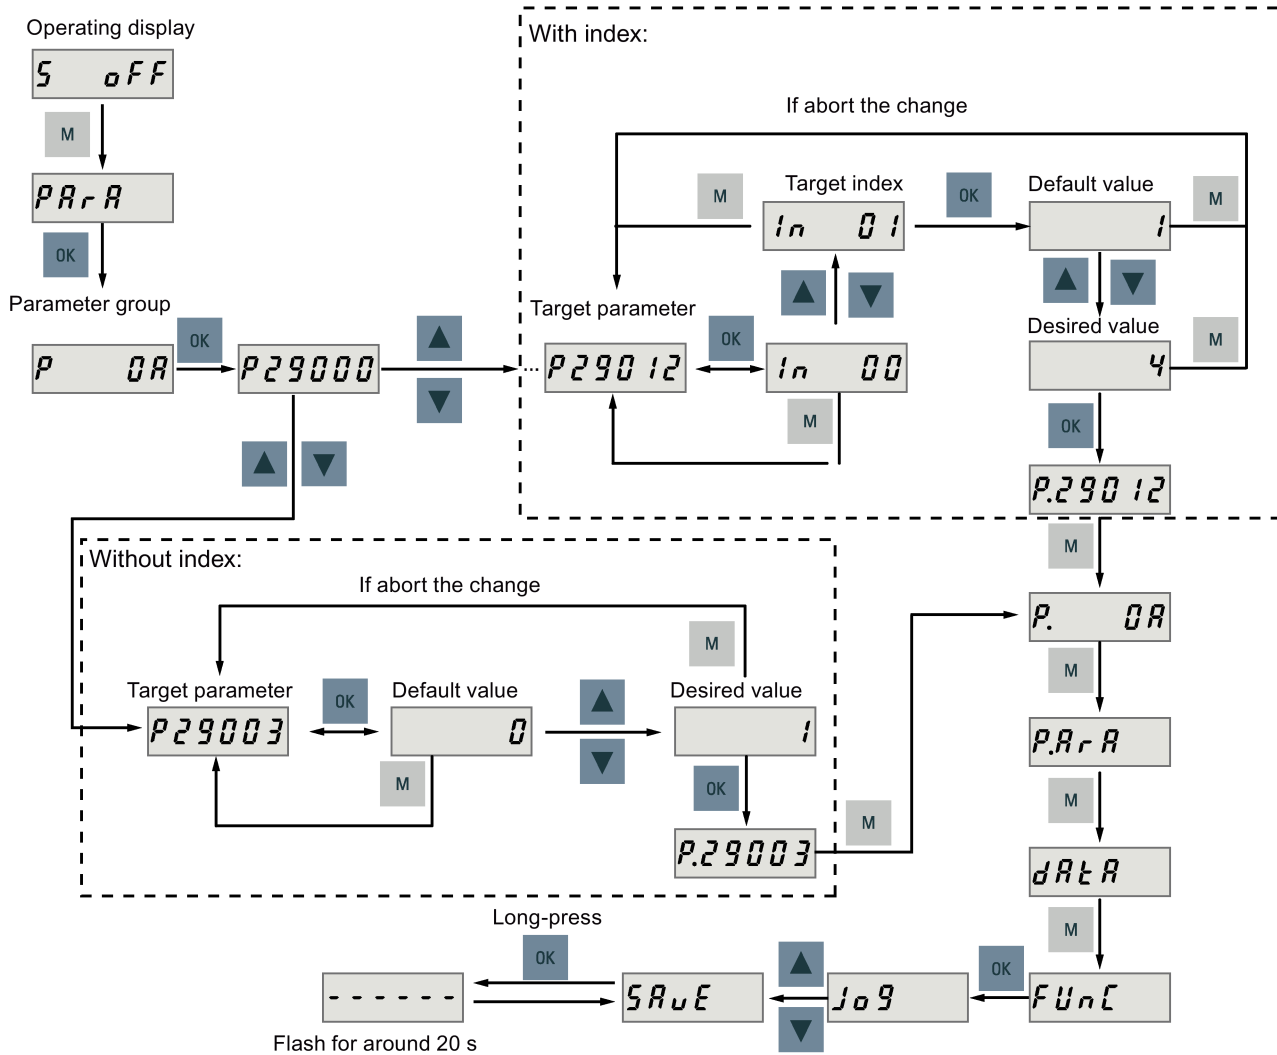 Operating display
S oFF
M
PArA
OK
Parameter group
P 0A
OK
P29000
With index:
If abort the change
M
Target index
In 01
OK
Default value
1
M
Target parameter
...P29012
OK
In 00
M
Desired value
4
M
OK
P.29012
M
P. 0A
M
P.ArA
M
dAtA
M
FUnC
Without index:
If abort the change
M
Target parameter
P29003
OK
Default value
0
M
Desired value
1
OK
P.29003
M
Long-press
OK
- - - - - -
SAvE
Jog
OK
Flash for around 20 s